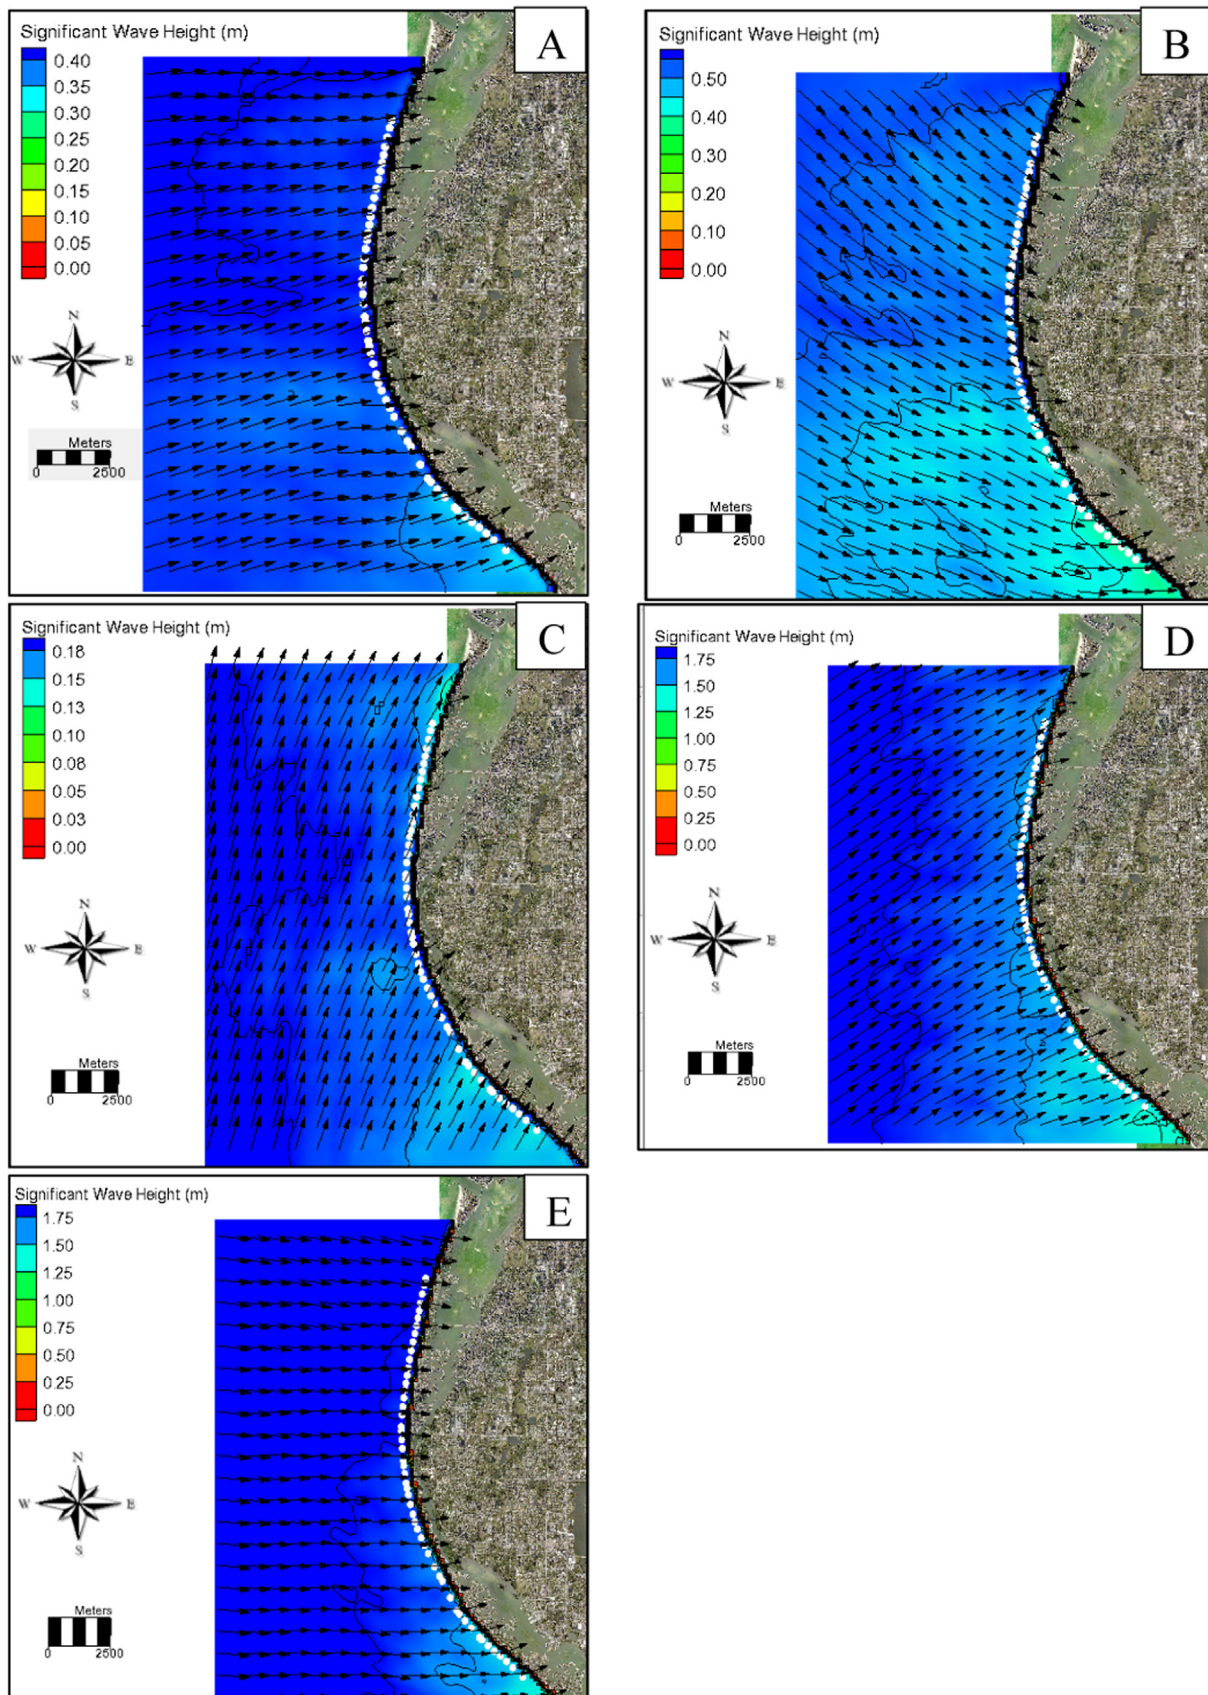 Significant Wave Height (m)
A
0.40
0.35
0.30
0.25
0.20
0.15
0.10
0.05
0.00
N
W E
S
Meters
0 2500
Significant Wave Height (m)
B
0.50
0.40
0.30
0.20
0.10
0.00
N
W E
S
Meters
0 2500
Significant Wave Height (m)
C
0.18
0.15
0.13
0.10
0.08
0.05
0.03
0.00
N
W E
S
Meters
0 2500
Significant Wave Height (m)
D
1.75
1.50
1.25
1.00
0.75
0.50
0.25
0.00
N
W E
S
Meters
0 2500
Significant Wave Height (m)
E
1.75
1.50
1.25
1.00
0.75
0.50
0.25
0.00
N
W E
S
Meters
0 2500